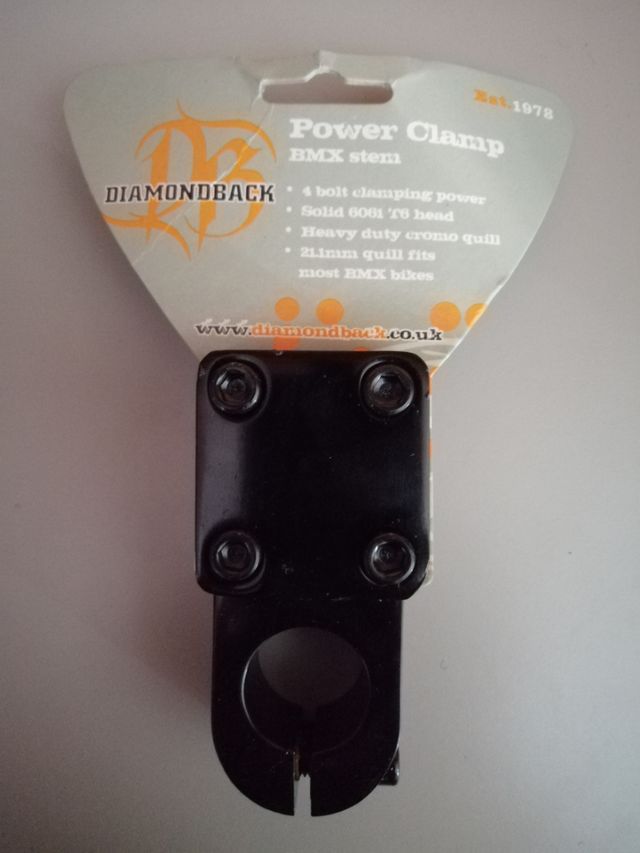 Est.1978
DB
DIAMONDBACK
Power Clamp
BMX stem
• 4 bolt clamping power
• Solid 6061 T6 head
• Heavy duty cromo quill
• 21.1mm quill fits
most BMX bikes
www.diamondback.co.uk